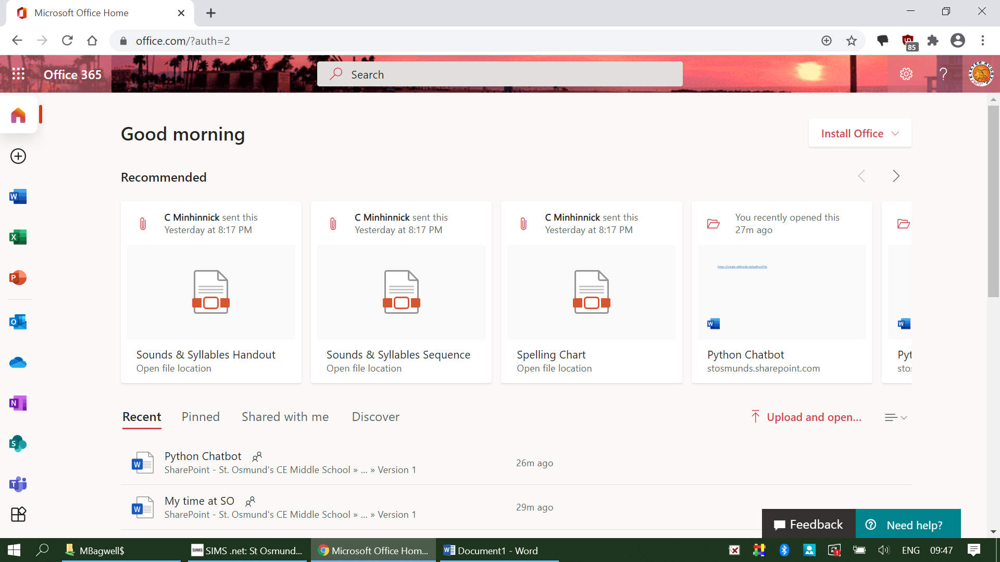 Microsoft Office Home
office.com/?auth=2
85
Office 365
Search
?
EXETER RUGBY
Chiefs
Good morning
Install Office
Recommended
C Minhinnick sent this
Yesterday at 8:17 PM
Sounds & Syllables Handout
Open file location
C Minhinnick sent this
Yesterday at 8:17 PM
Sounds & Syllables Sequence
Open file location
C Minhinnick sent this
Yesterday at 8:17 PM
Spelling Chart
Open file location
You recently opened this
27m ago
Python Chatbot
stosmunds.sharepoint.com
Pyt
sto
Recent Pinned Shared with me Discover
Upload and open...
Python Chatbot
SharePoint - St. Osmund's CE Middle School » ... » Version 1
26m ago
My time at SO
SharePoint - St. Osmund's CE Middle School » ... » Version 1
29m ago
Feedback
Need help?
MBagwell$
SIMS SIMS .net: St Osmund...
Microsoft Office Hom...
Document1 - Word
ENG
09:47